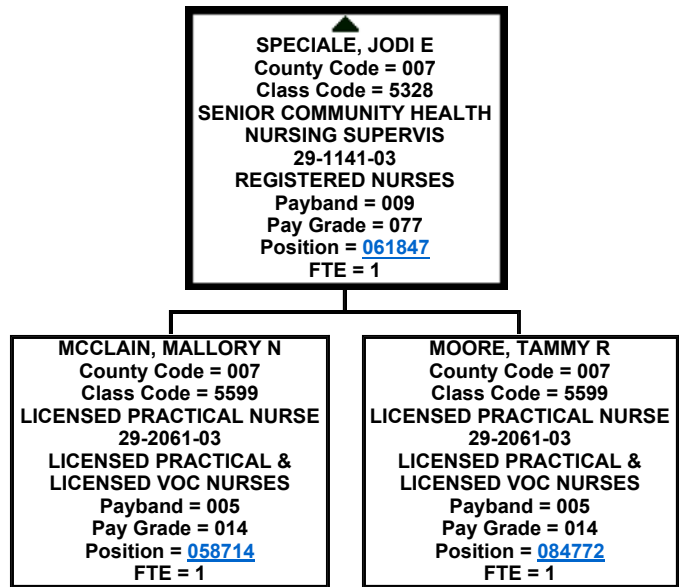 SPECIALE, JODI E
County Code = 007
Class Code = 5328
SENIOR COMMUNITY HEALTH
NURSING SUPERVIS
29-1141-03
REGISTERED NURSES
Payband = 009
Pay Grade = 077
Position = 061847
FTE = 1
MCCLAIN, MALLORY N
County Code = 007
Class Code = 5599
LICENSED PRACTICAL NURSE
29-2061-03
LICENSED PRACTICAL &
LICENSED VOC NURSES
Payband = 005
Pay Grade = 014
Position = 058714
FTE = 1
MOORE, TAMMY R
County Code = 007
Class Code = 5599
LICENSED PRACTICAL NURSE
29-2061-03
LICENSED PRACTICAL &
LICENSED VOC NURSES
Payband = 005
Pay Grade = 014
Position = 084772
FTE = 1